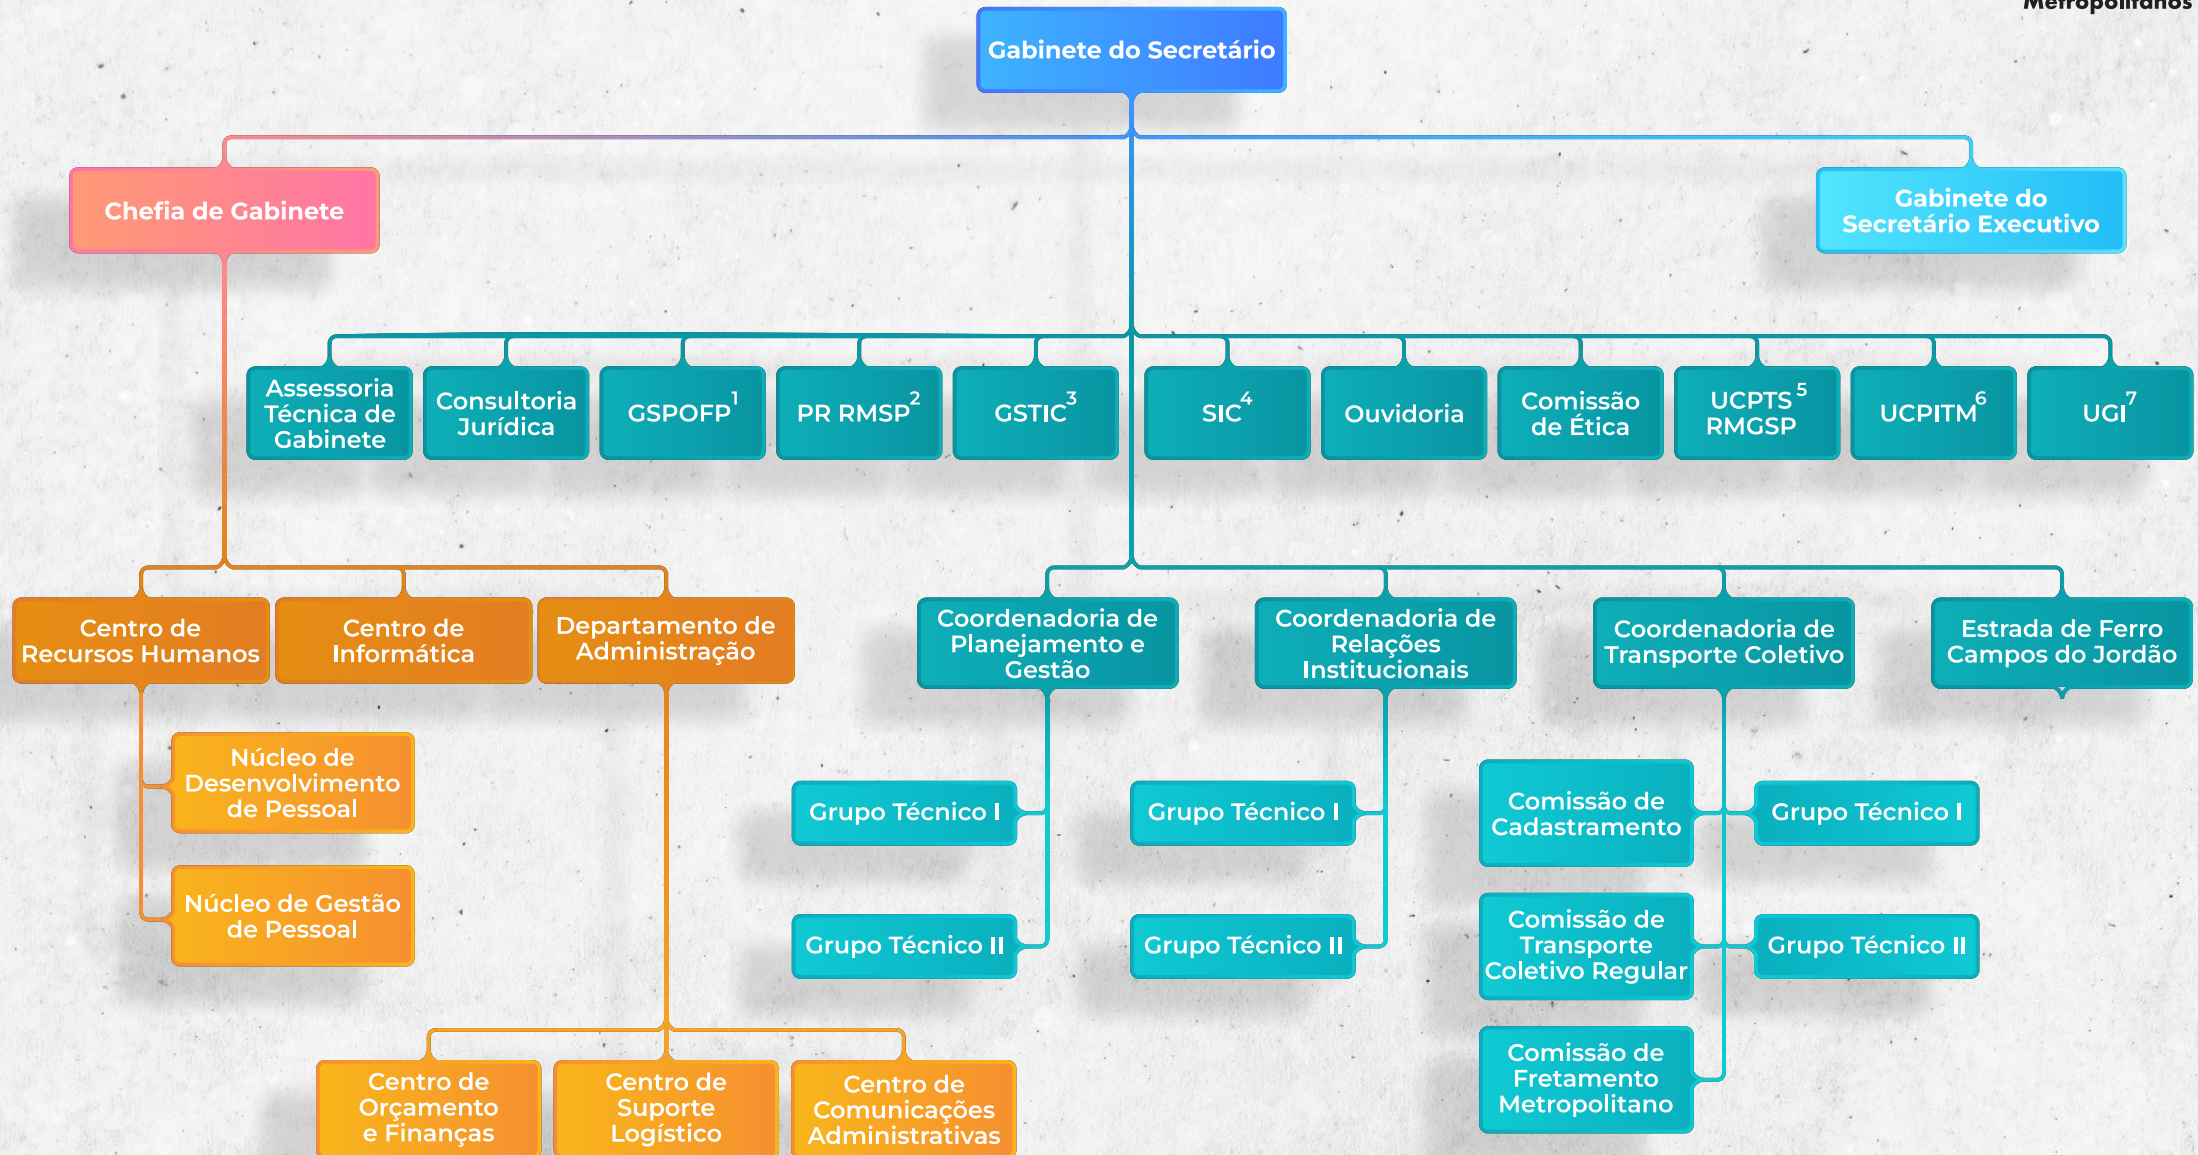 Metropolitanos
Gabinete do Secretário
Chefia de Gabinete
Gabinete do
Secretário Executivo
Assessoria
Técnica de
Gabinete
Consultoria
Jurídica
GSPOFP¹
PR RMSP²
GSTIC³
SIC⁴
Ouvidoria
Comissão
de Ética
UCPTS⁵
RMGSP
UCPITM⁶
UGI⁷
Centro de
Recursos Humanos
Centro de
Informática
Departamento de
Administração
Coordenadoria de
Planejamento e
Gestão
Coordenadoria de
Relações
Institucionais
Coordenadoria de
Transporte Coletivo
Estrada de Ferro
Campos do Jordão
Núcleo de
Desenvolvimento
de Pessoal
Núcleo de Gestão
de Pessoal
Grupo Técnico I
Grupo Técnico II
Grupo Técnico I
Grupo Técnico II
Comissão de
Cadastramento
Grupo Técnico I
Comissão de
Transporte
Coletivo Regular
Grupo Técnico II
Comissão de
Fretamento
Metropolitano
Centro de
Orçamento
e Finanças
Centro de
Suporte
Logístico
Centro de
Comunicações
Administrativas